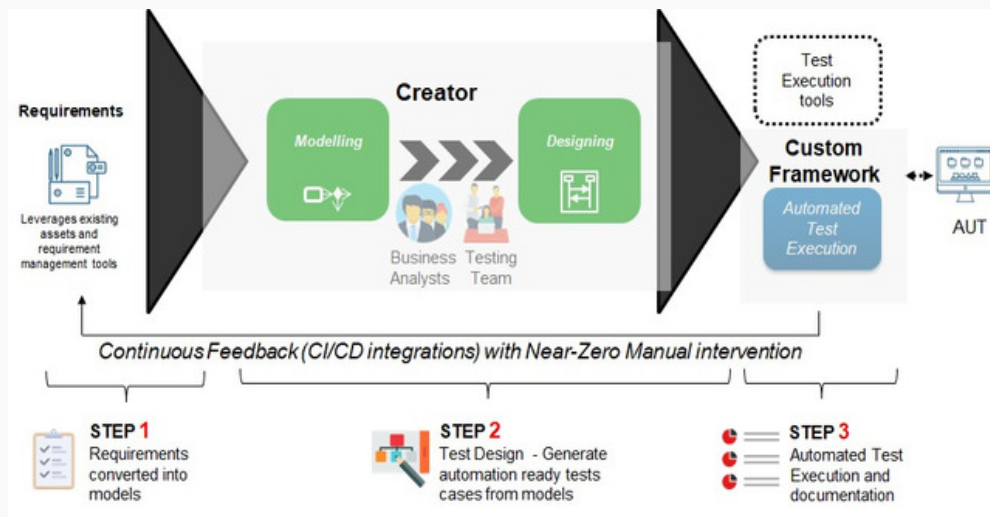 Requirements
Leverages existing
assets and
requirement
management tools
Creator
Modelling
Designing
Business
Analysts
Testing
Team
Test
Execution
tools
Custom
Framework
Automated
Test
Execution
AUT
Continuous Feedback (CI/CD integrations) with Near-Zero Manual intervention
STEP 1
Requirements
converted into
models
STEP 2
Test Design - Generate
automation ready tests
cases from models
STEP 3
Automated Test
Execution and
documentation